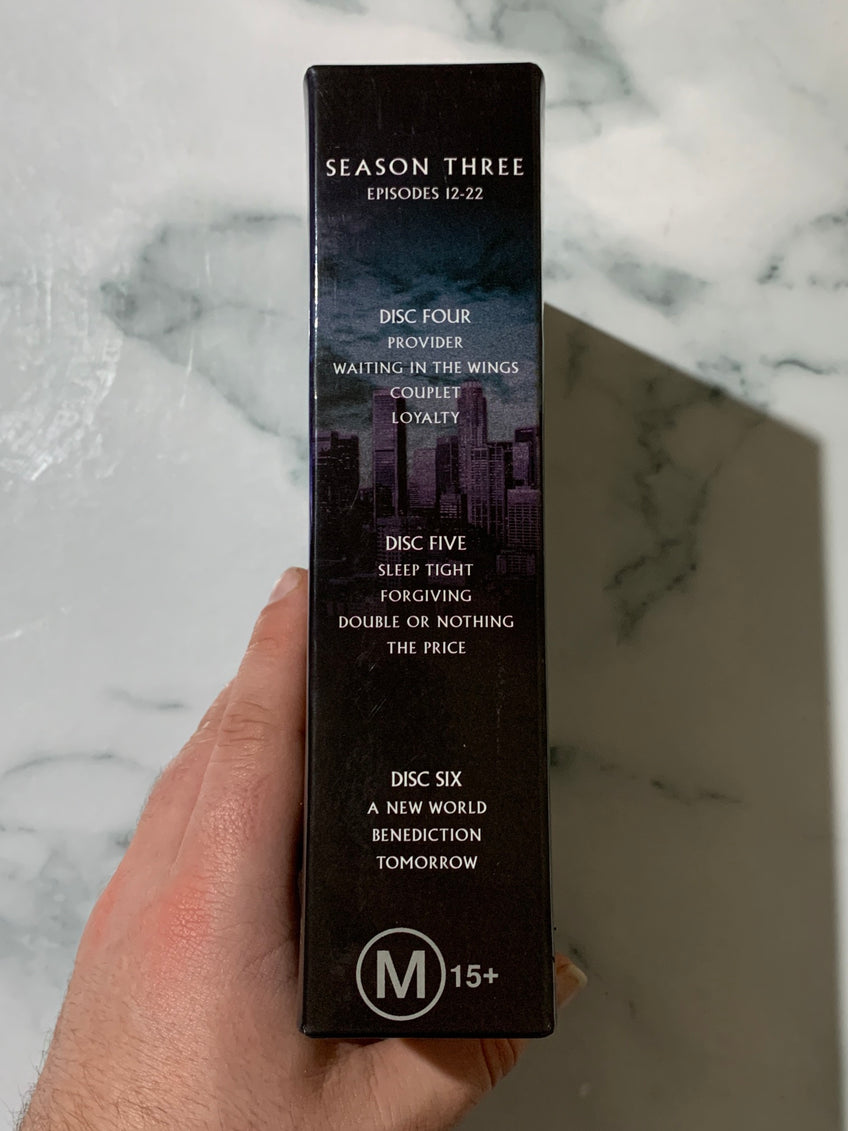 SEASON THREE
EPISODES 12-22
DISC FOUR
PROVIDER
WAITING IN THE WINGS
COUPLET
LOYALTY
DISC FIVE
SLEEP TIGHT
FORGIVING
DOUBLE OR NOTHING
THE PRICE
DISC SIX
A NEW WORLD
BENEDICTION
TOMORROW
M 15+